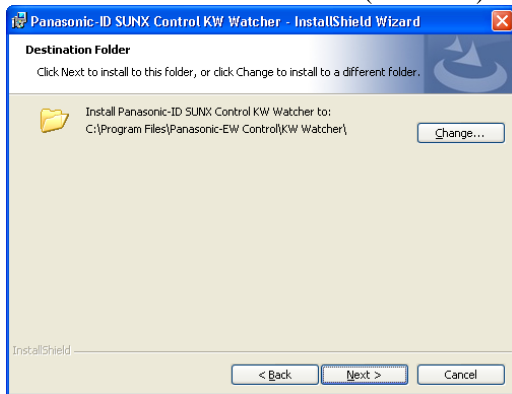 Panasonic-ID SUNX Control KW Watcher - InstallShield Wizard
Destination Folder
Click Next to install to this folder, or click Change to install to a different folder.
Install Panasonic-ID SUNX Control KW Watcher to:
C:\Program Files\Panasonic-EW Control\KW Watcher\
Change...
InstallShield
< Back
Next >
Cancel